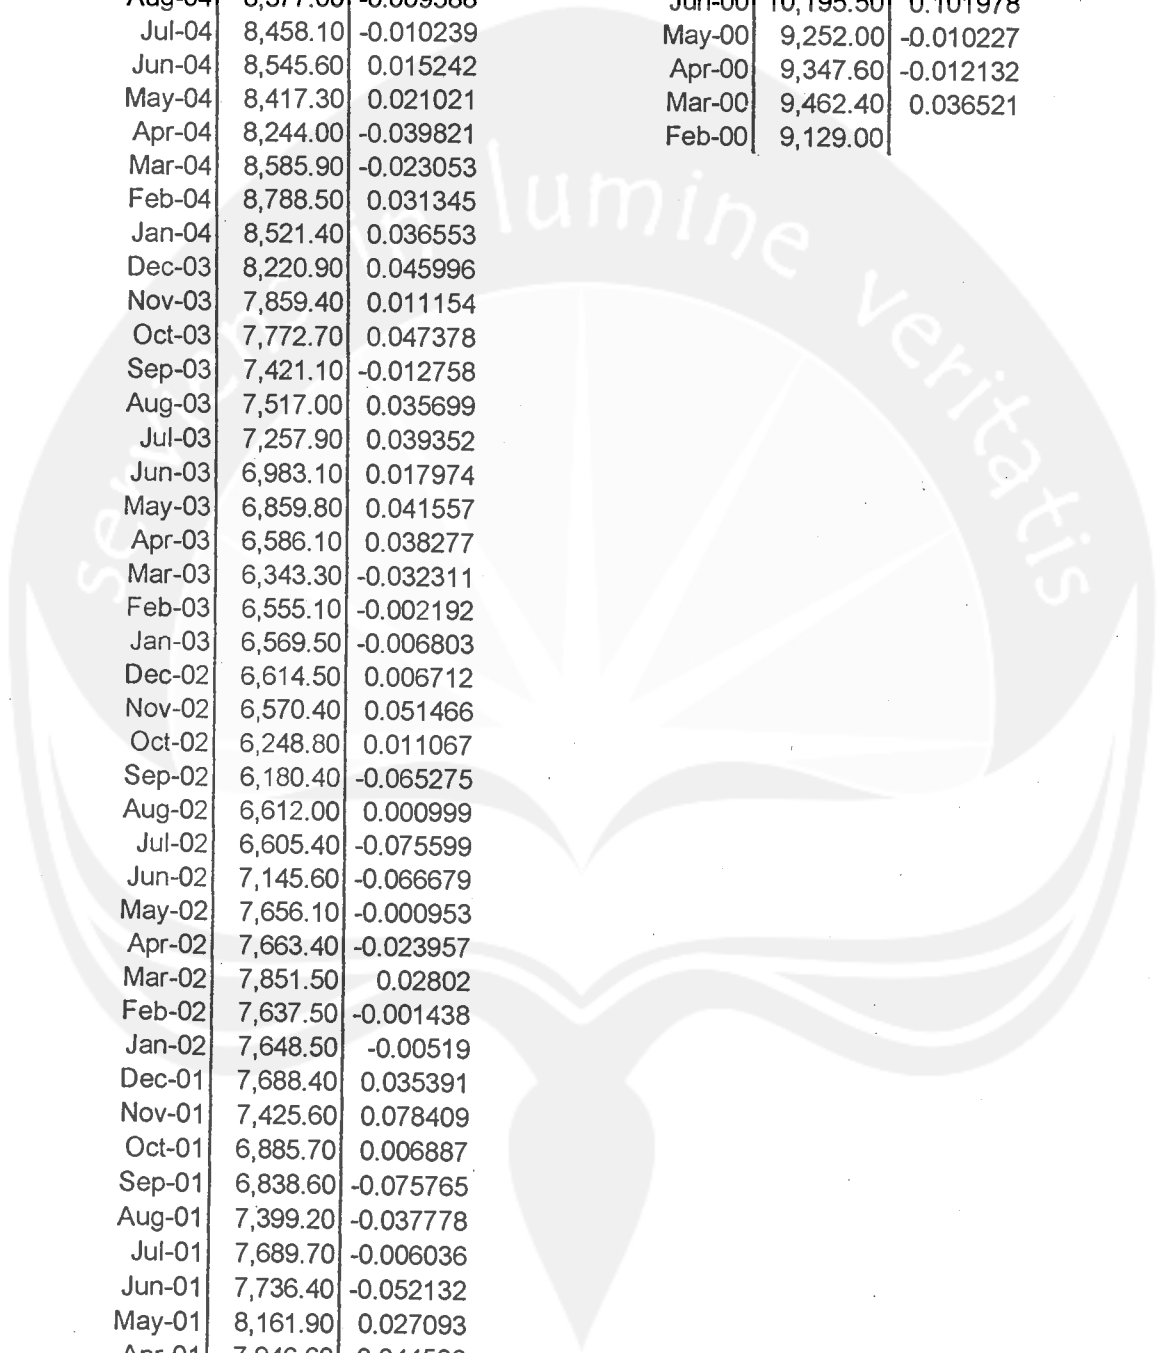 Jul-04 8,458.10 -0.010239
Jun-04 8,545.60 0.015242
May-04 8,417.30 0.021021
Apr-04 8,244.00 -0.039821
Mar-04 8,585.90 -0.023053
Feb-04 8,788.50 0.031345
Jan-04 8,521.40 0.036553
Dec-03 8,220.90 0.045996
Nov-03 7,859.40 0.011154
Oct-03 7,772.70 0.047378
Sep-03 7,421.10 -0.012758
Aug-03 7,517.00 0.035699
Jul-03 7,257.90 0.039352
Jun-03 6,983.10 0.017974
May-03 6,859.80 0.041557
Apr-03 6,586.10 0.038277
Mar-03 6,343.30 -0.032311
Feb-03 6,555.10 -0.002192
Jan-03 6,569.50 -0.006803
Dec-02 6,614.50 0.006712
Nov-02 6,570.40 0.051466
Oct-02 6,248.80 0.011067
Sep-02 6,180.40 -0.065275
Aug-02 6,612.00 0.000999
Jul-02 6,605.40 -0.075599
Jun-02 7,145.60 -0.066679
May-02 7,656.10 -0.000953
Apr-02 7,663.40 -0.023957
Mar-02 7,851.50 0.02802
Feb-02 7,637.50 -0.001438
Jan-02 7,648.50 -0.00519
Dec-01 7,688.40 0.035391
Nov-01 7,425.60 0.078409
Oct-01 6,885.70 0.006887
Sep-01 6,838.60 -0.075765
Aug-01 7,399.20 -0.037778
Jul-01 7,689.70 -0.006036
Jun-01 7,736.40 -0.052132
May-01 8,161.90 0.027093
Jun-00 10,195.50 0.101978
May-00 9,252.00 -0.010227
Apr-00 9,347.60 -0.012132
Mar-00 9,462.40 0.036521
Feb-00 9,129.00
serviens in lumine veritatis